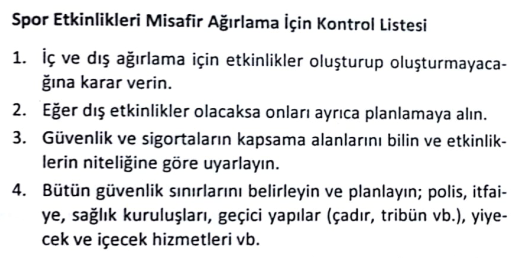 Spor Etkinlikleri Misafir Ağırlama İçin Kontrol Listesi
1. İç ve dış ağırlama için etkinlikler oluşturup oluşturmayaca-
ğına karar verin.
2. Eğer dış etkinlikler olacaksa onları ayrıca planlamaya alın.
3. Güvenlik ve sigortaların kapsama alanlarını bilin ve etkinlik-
lerin niteliğine göre uyarlayın.
4. Bütün güvenlik sınırlarını belirleyin ve planlayın; polis, itfai-
ye, sağlık kuruluşları, geçici yapılar (çadır, tribün vb.), yiye-
cek ve içecek hizmetleri vb.